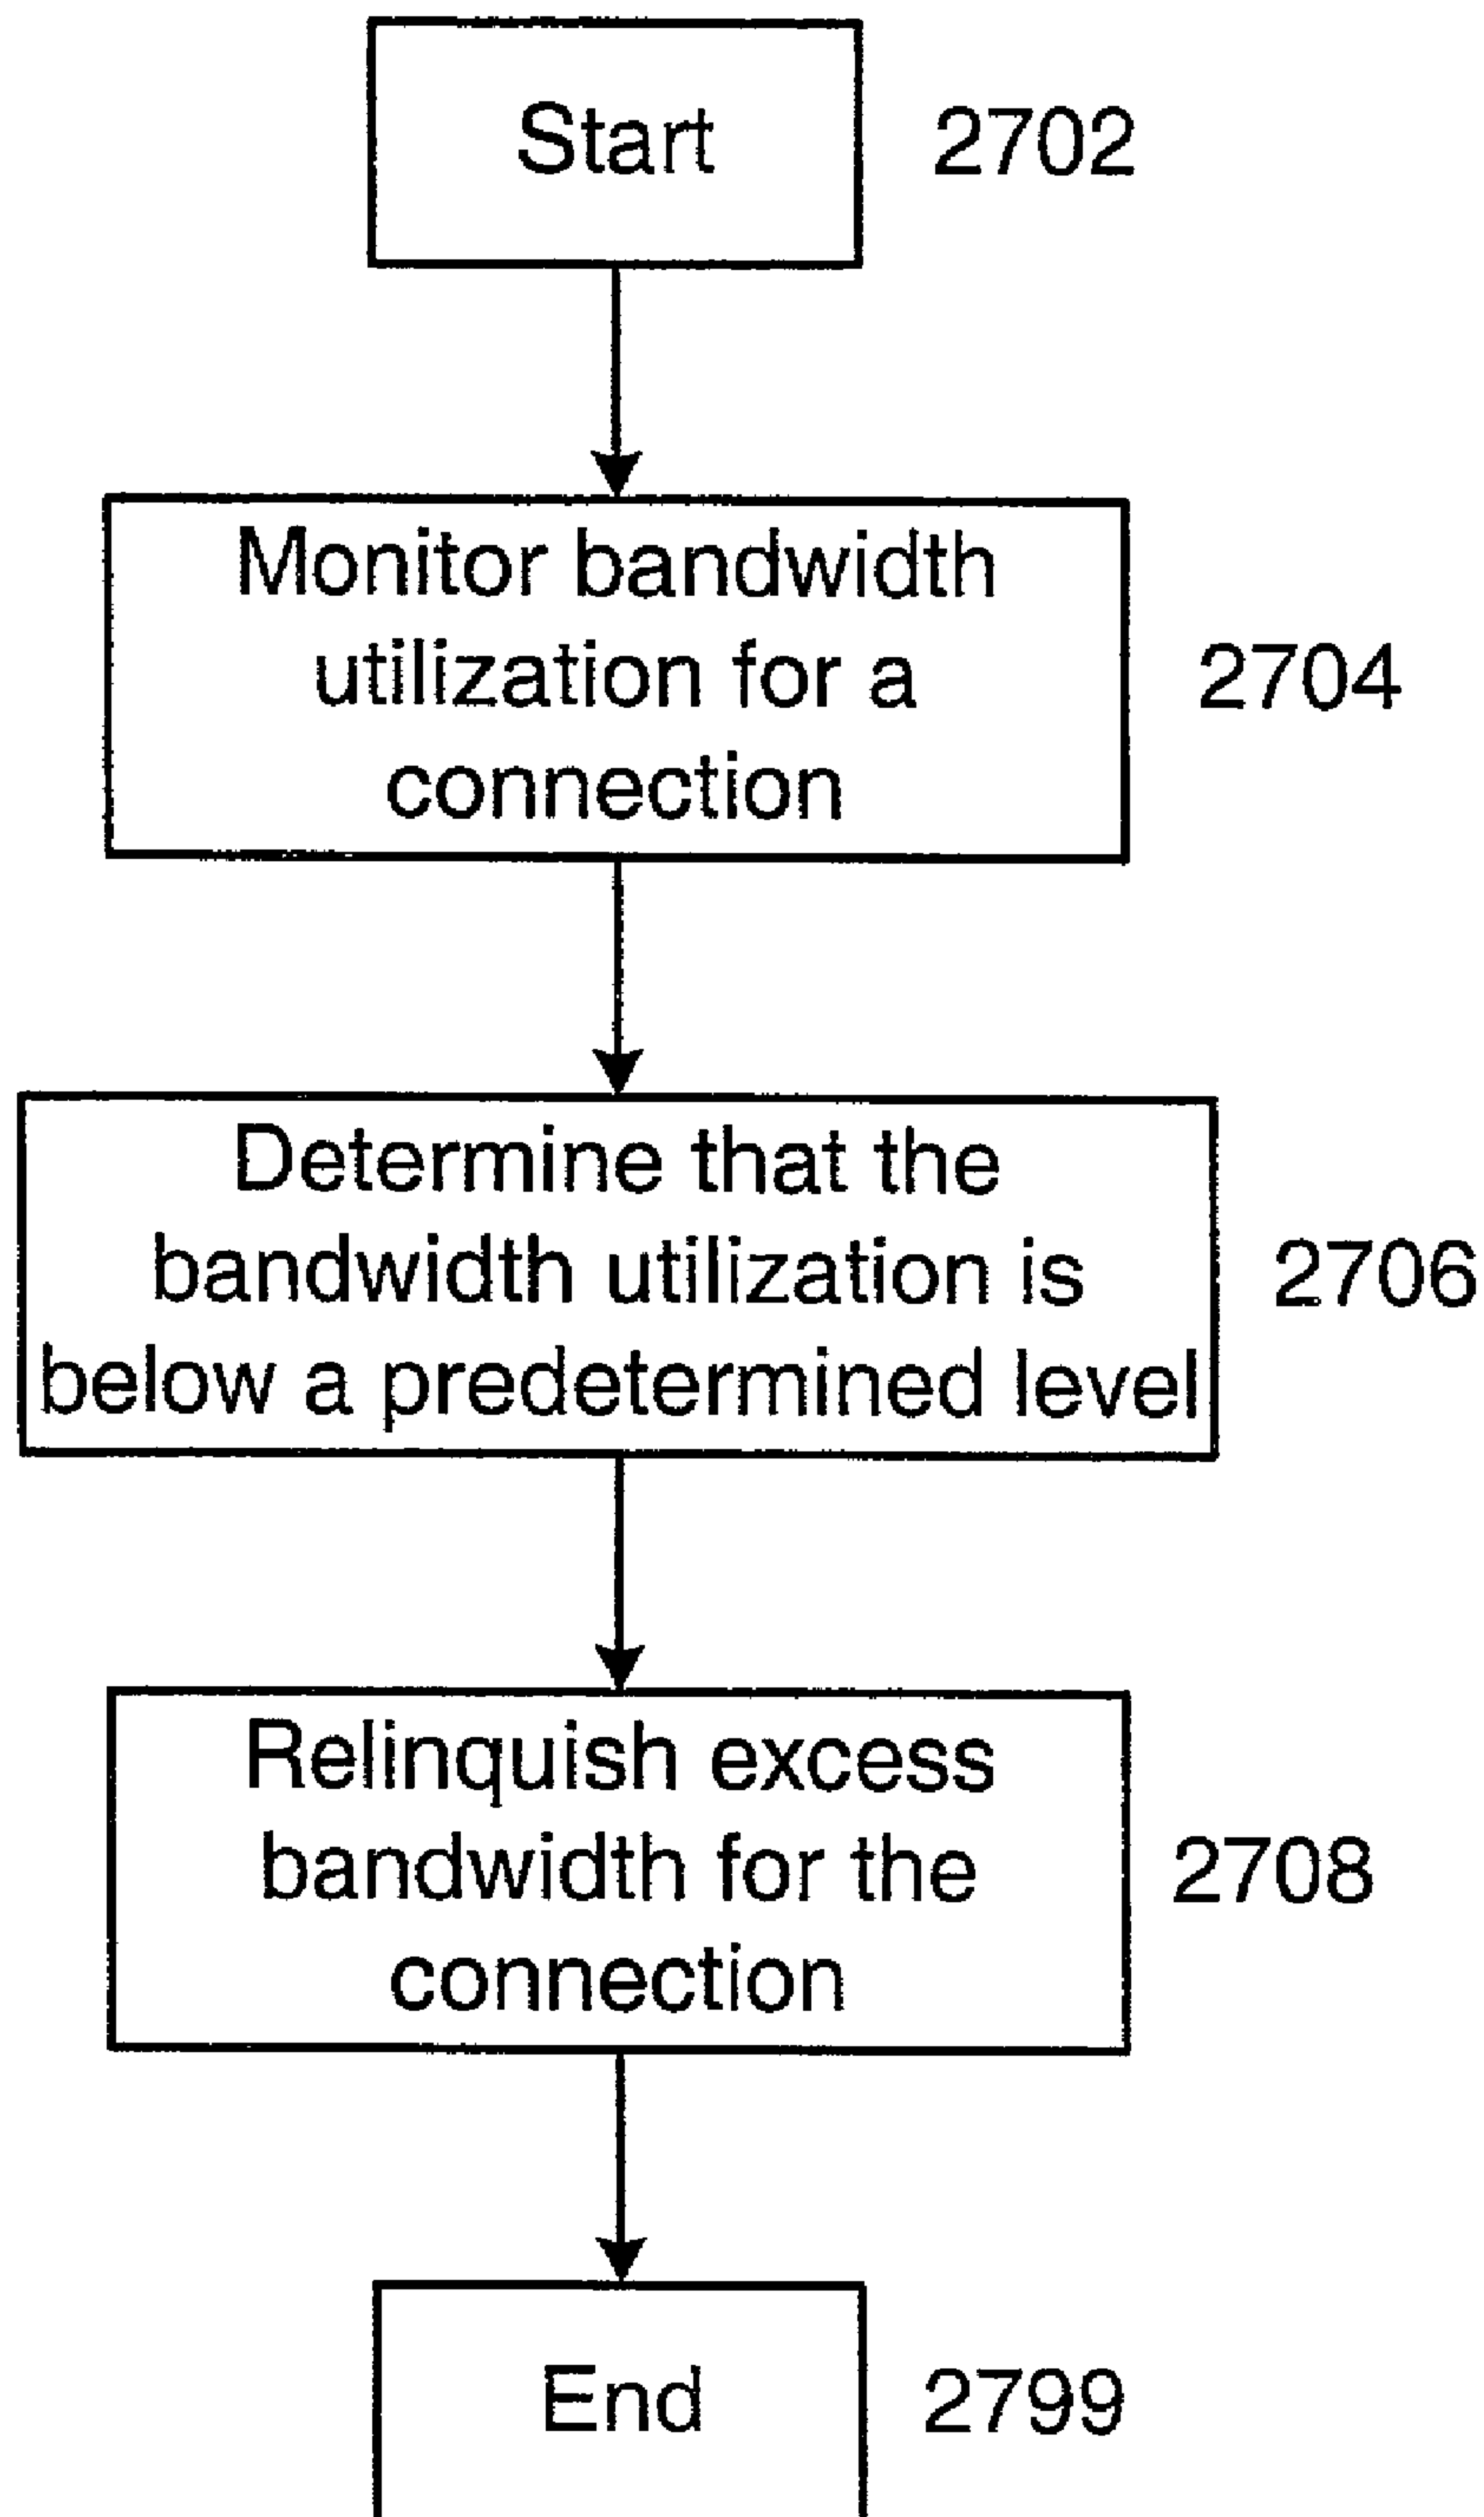 Start 2702
Monitor bandwidth
utilization for a 2704
connection
Determine that the
bandwidth utilization is 2706
below a predetermined level
Relinquish excess
bandwidth for the 2708
connection
End 2799